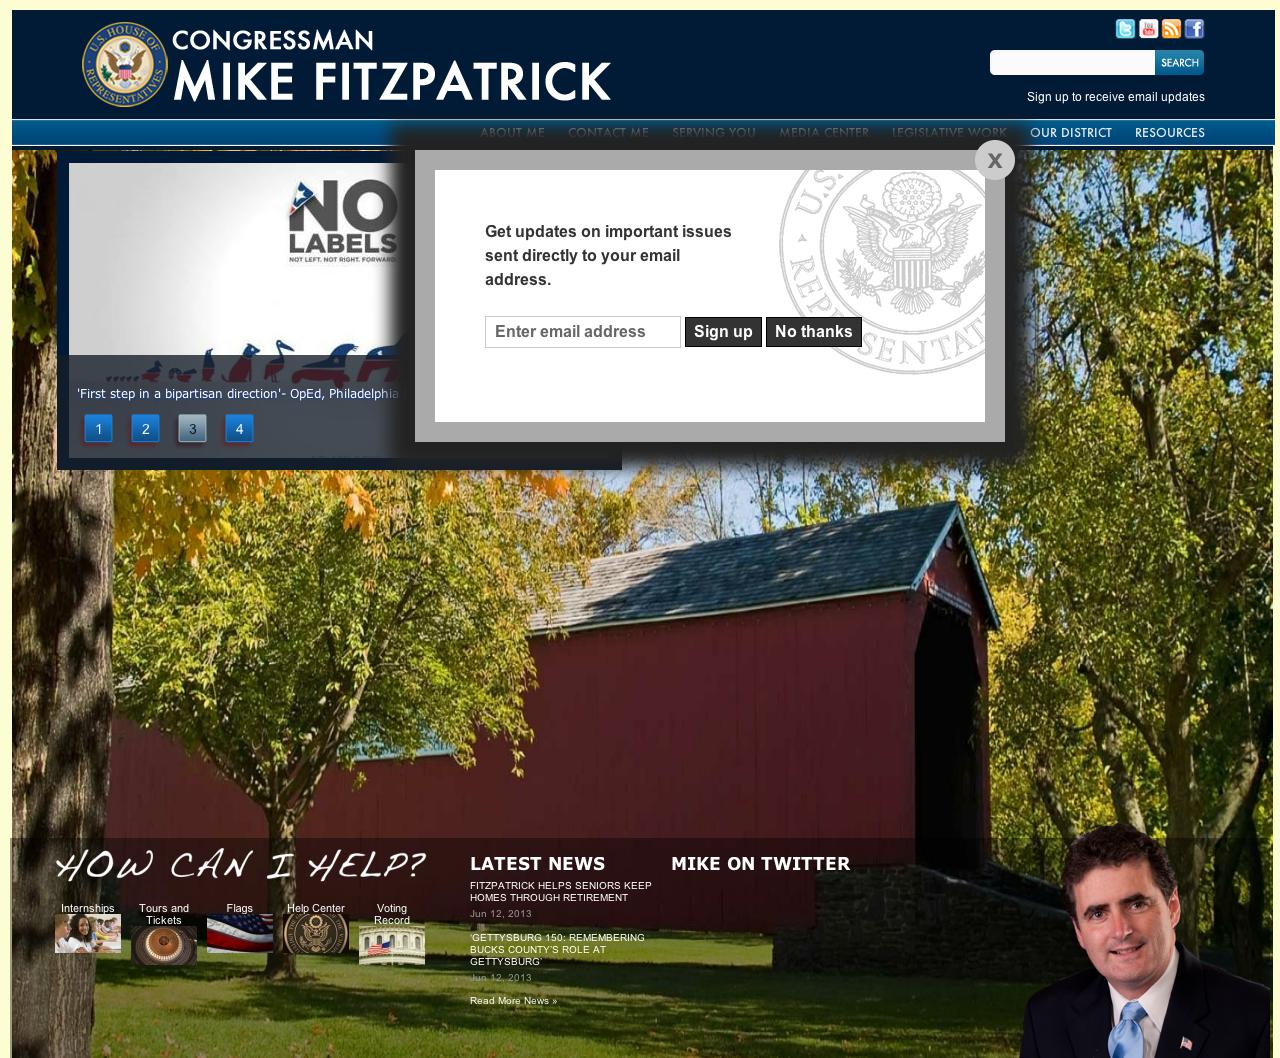 CONGRESSMAN
MIKE FITZPATRICK
U.S. HOUSE OF REPRESENTATIVES
SEARCH
Sign up to receive email updates
ABOUT ME CONTACT ME SERVING YOU MEDIA CENTER LEGISLATIVE WORK OUR DISTRICT RESOURCES
NO
LABELS
NOT LEFT. NOT RIGHT. FORWARD.
'First step in a bipartisan direction'- OpEd, Philadelphia
1 2 3 4
X
Get updates on important issues
sent directly to your email
address.
Enter email address Sign up No thanks
HOW CAN I HELP?
Internships
Tours and
Tickets
Flags
Help Center
Voting
Record
LATEST NEWS
FITZPATRICK HELPS SENIORS KEEP
HOMES THROUGH RETIREMENT
Jun 12, 2013
'GETTYSBURG 150: REMEMBERING
BUCKS COUNTY'S ROLE AT
GETTYSBURG'
Jun 12, 2013
Read More News »
MIKE ON TWITTER